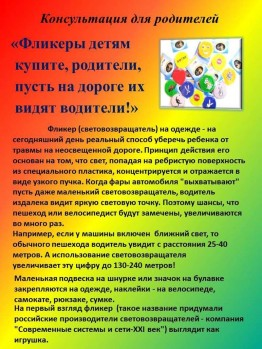 Консультация для родителей
«Фликеры детям
купите, родители,
пусть на дороге их
видят водители!»
Фликер (световозвращатель) на одежде - на
сегодняшний день реальный способ уберечь ребенка от
травмы на неосвещенной дороге. Принцип действия его
основан на том, что свет, попадая на ребристую поверхность
из специального пластика, концентрируется и отражается в
виде узкого пучка. Когда фары автомобиля "выхватывают"
пусть даже маленький световозвращатель, водитель
издалека видит яркую световую точку. Поэтому шансы, что
пешеход или велосипедист будут замечены, увеличиваются
во много раз.
Например, если у машины включен ближний свет, то
обычного пешехода водитель увидит с расстояния 25-40
метров. А использование световозвращателя
увеличивает эту цифру до 130-240 метров!
Маленькая подвеска на шнурке или значок на булавке
закрепляются на одежде, наклейки - на велосипеде,
самокате, рюкзаке, сумке.
На первый взгляд фликер (такое название придумали
российские производители световозвращателей - компания
"Современные системы и сети-XXI век") выглядит как
игрушка.